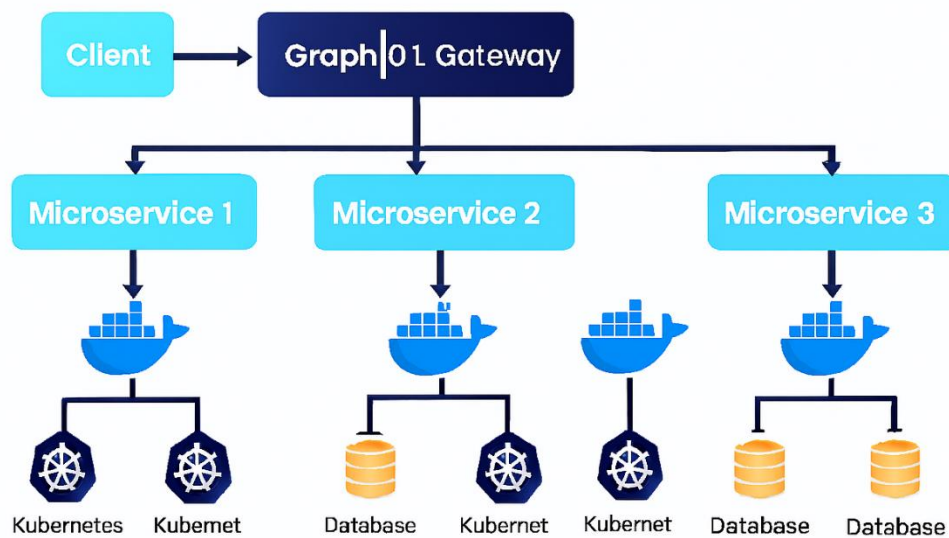 Client
Graph|01 Gateway
Microservice 1
Microservice 2
Microservice 3
Kubernetes
Kubernet
Database
Kubernet
Kubernet
Database
Database